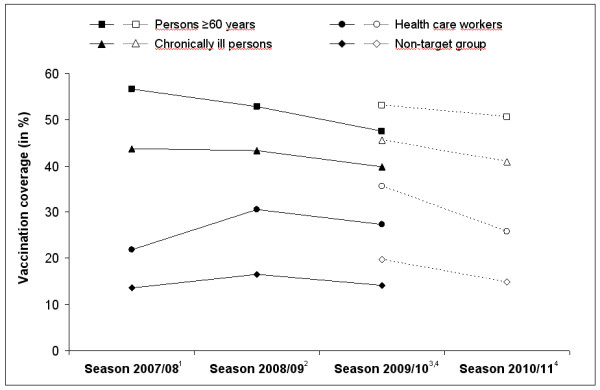 Persons ≥60 years
Health care workers
Chronically ill persons
Non-target group
Vaccination coverage (in %)
60
50
40
30
20
10
0
Season 2007/08¹
Season 2008/09²
Season 2009/10³,⁴
Season 2010/11⁴